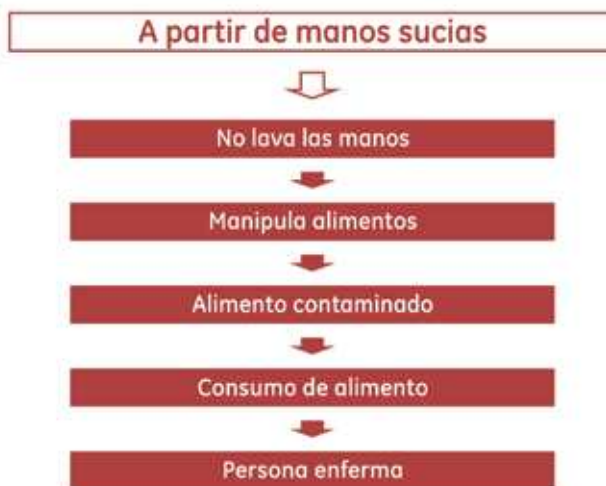 A partir de manos sucias
No lava las manos
Manipula alimentos
Alimento contaminado
Consumo de alimento
Persona enferma